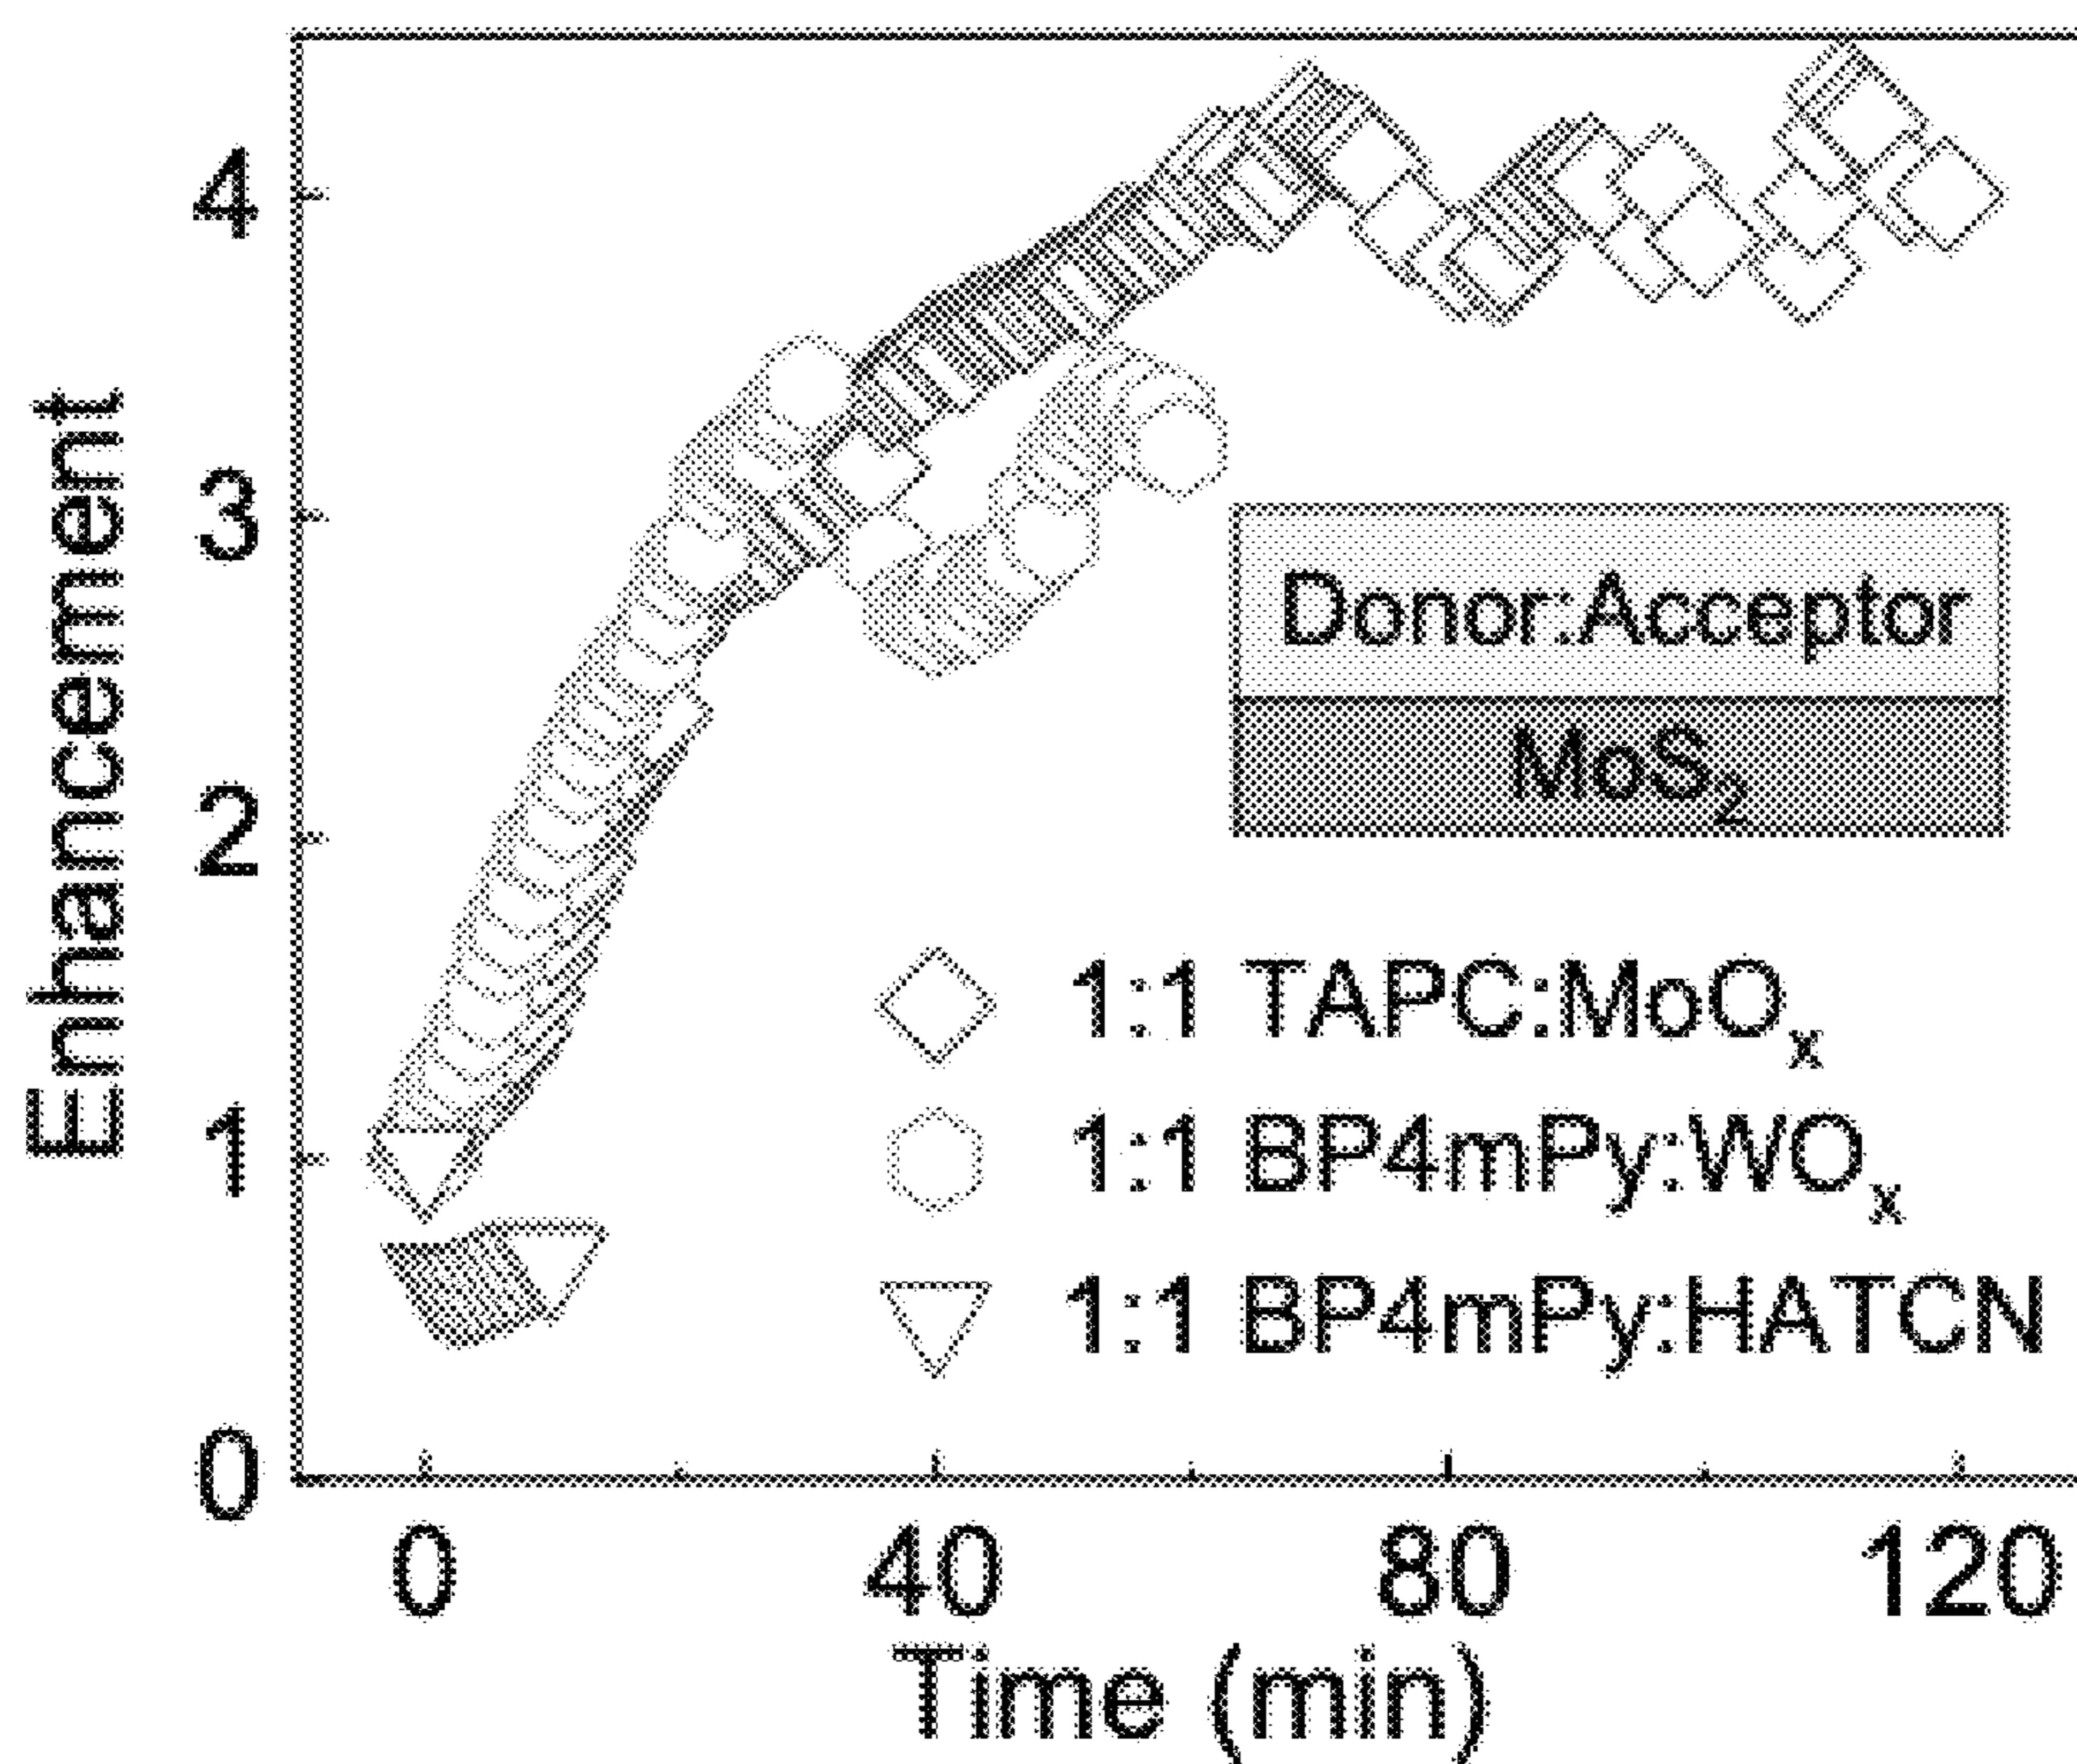 Enhancement
4
3
2
1
0
Donor:Acceptor
MoS₂
1:1 TAPC:MoOₓ
1:1 BP4mPy:WOₓ
1:1 BP4mPy:HATCN
0 40 80 120
Time (min)